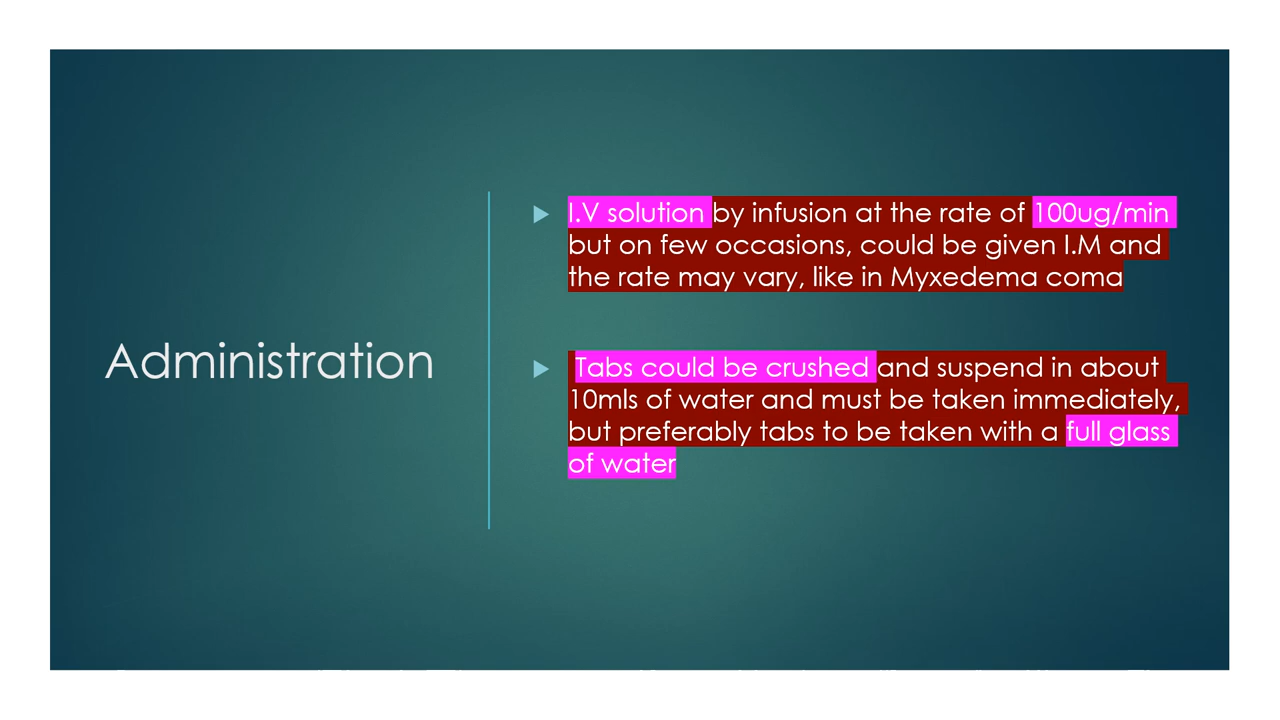 Administration
I.V solution by infusion at the rate of 100ug/min
but on few occasions, could be given I.M and
the rate may vary, like in Myxedema coma
Tabs could be crushed and suspend in about
10mls of water and must be taken immediately,
but preferably tabs to be taken with a full glass
of water